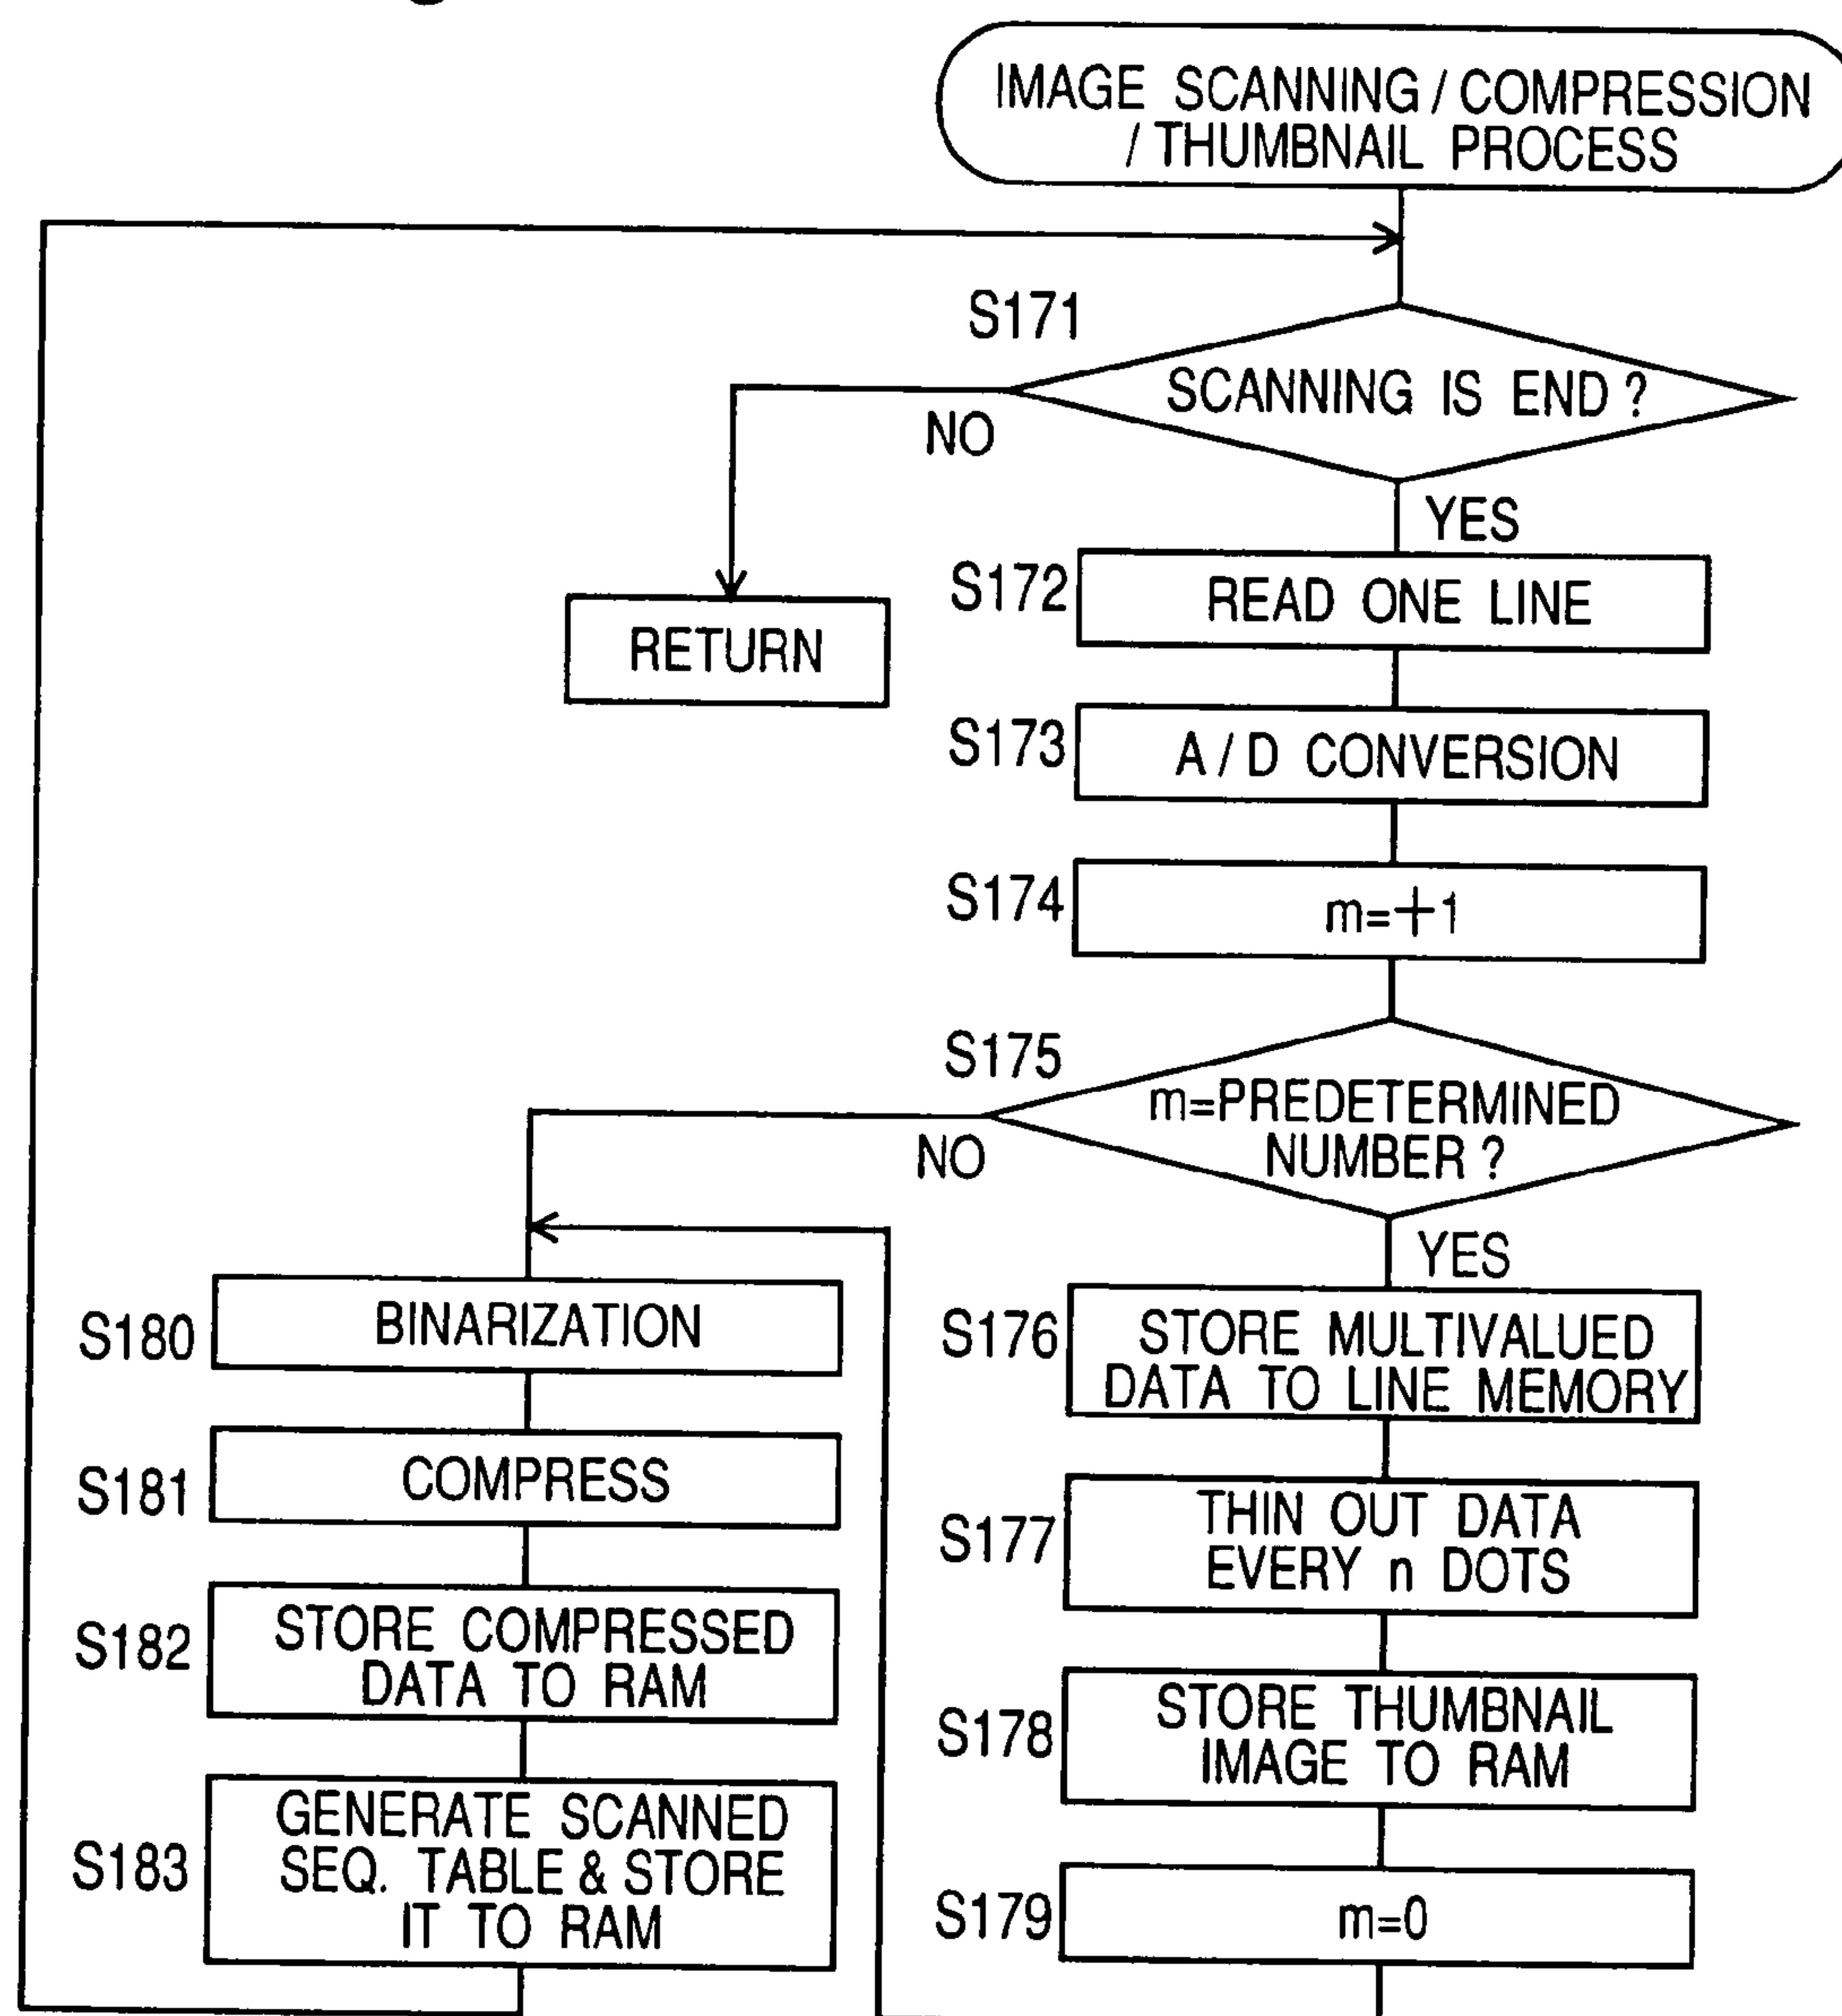 IMAGE SCANNING / COMPRESSION
/ THUMBNAIL PROCESS
S171
SCANNING IS END ?
NO
YES
RETURN
S172
READ ONE LINE
S173
A / D CONVERSION
S174
m=+1
S175
m=PREDETERMINED
NUMBER ?
NO
YES
S176
STORE MULTIVALUED
DATA TO LINE MEMORY
S177
THIN OUT DATA
EVERY n DOTS
S178
STORE THUMBNAIL
IMAGE TO RAM
S179
m=0
S180
BINARIZATION
S181
COMPRESS
S182
STORE COMPRESSED
DATA TO RAM
S183
GENERATE SCANNED
SEQ. TABLE & STORE
IT TO RAM